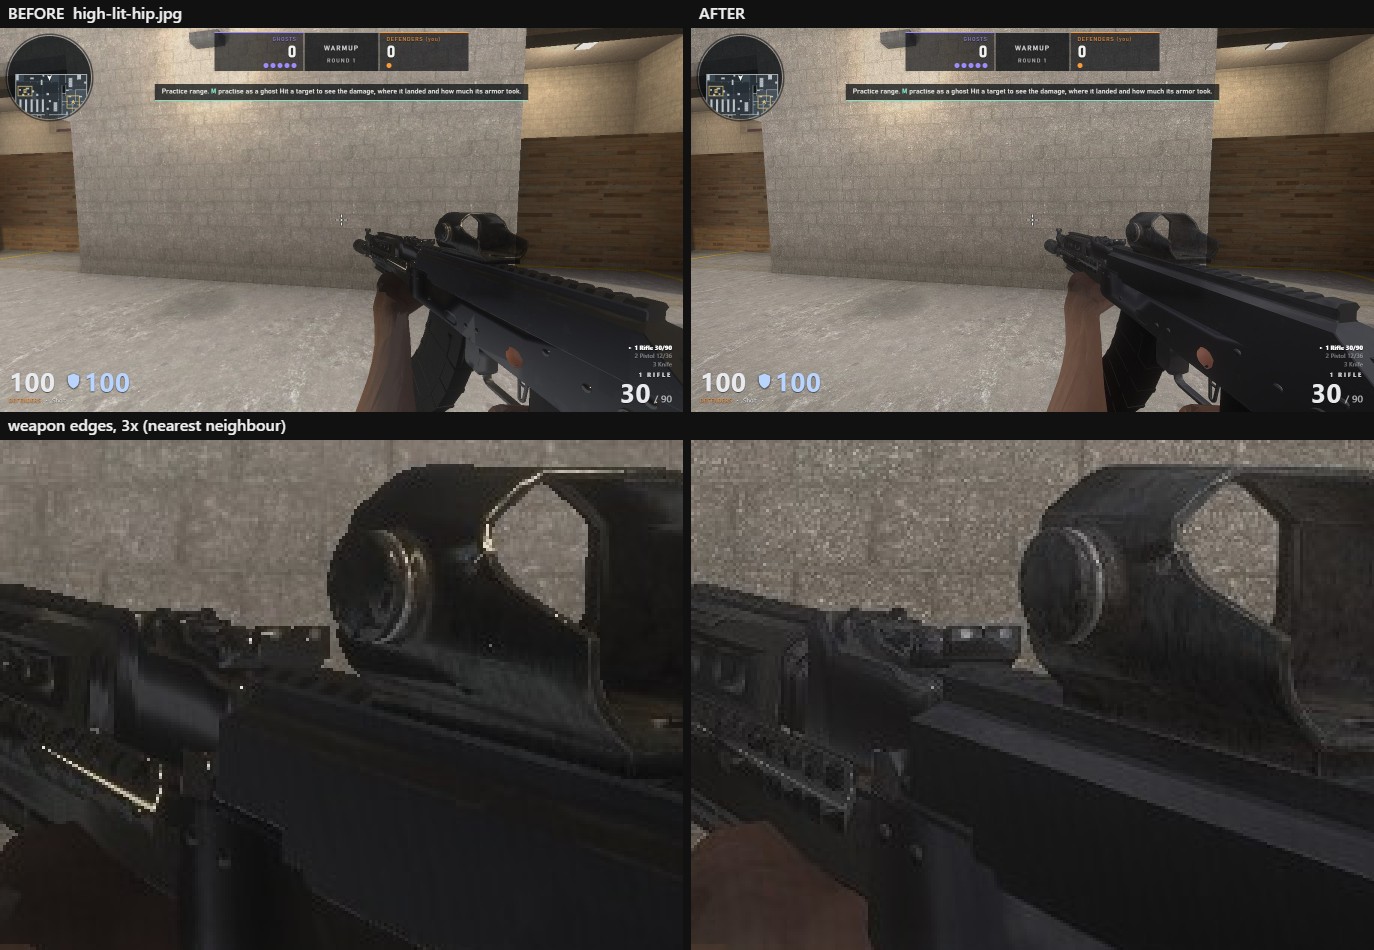 BEFORE high-lit-hip.jpg
AFTER
GHOSTS
0
WARMUP
ROUND 1
DEFENDERS (you)
0
Practice range. M practise as a ghost Hit a target to see the damage, where it landed and how much its armor took.
1 Rifle 30/90
2 Pistol 12/36
3 Knife
1 RIFLE
100
100
30 / 90
GHOSTS
0
WARMUP
ROUND 1
DEFENDERS (you)
0
Practice range. M practise as a ghost Hit a target to see the damage, where it landed and how much its armor took.
1 Rifle 30/90
2 Pistol 12/36
3 Knife
1 RIFLE
100
100
30 / 90
weapon edges, 3x (nearest neighbour)